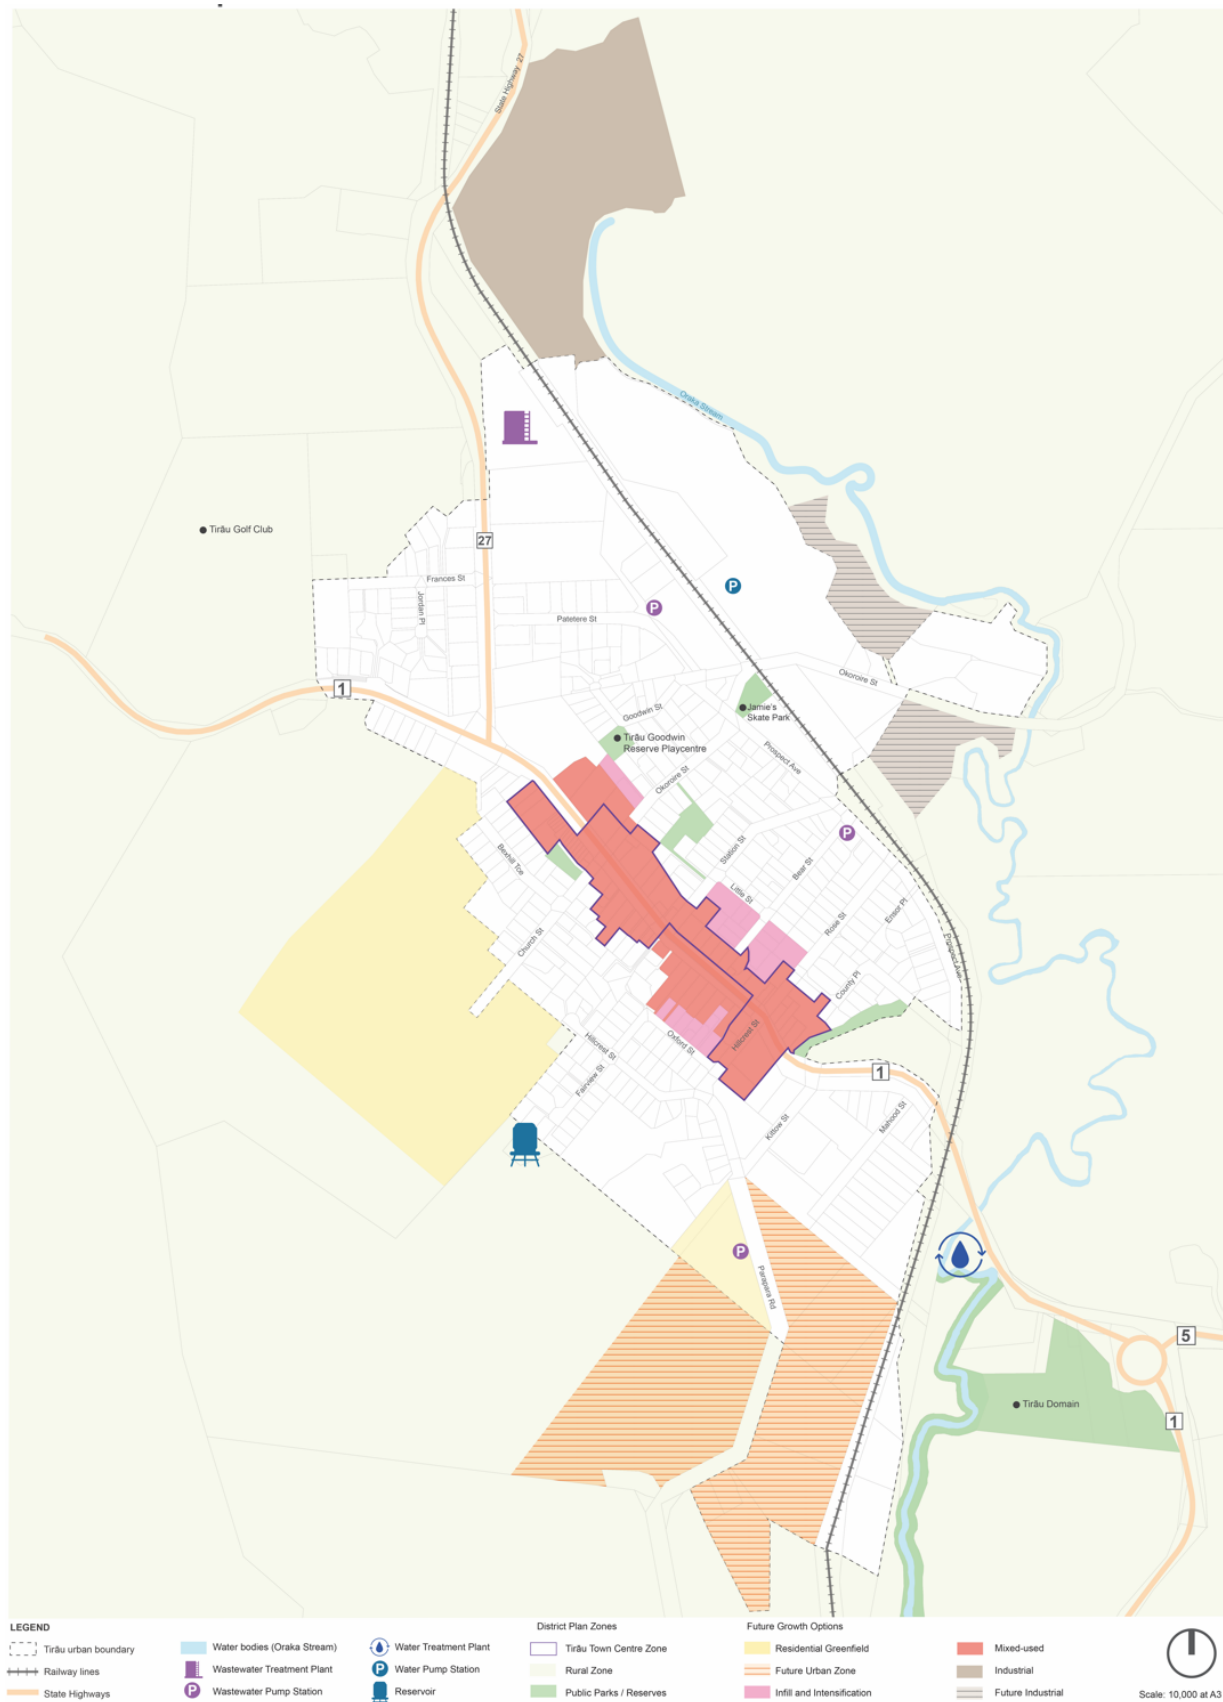 State Highway 27
Oraka Stream
Tīrāu Golf Club
27
Frances St
Jordan Pl
P
P
Patetere St
Okoroire St
1
Jamie's
Skate Park
Goodwin St
Tīrāu Goodwin
Reserve Playcentre
Prospect Ave
Okoroire St
Station St
P
Bexhill Tce
Bear St
Little St
Rose St
Ensor Pl
Church St
Prospect Ave
County Pl
Hillcrest St
Oxford St
Hillcrest St
1
Fairview St
Kitlow St
Mahood St
P
Parapara Rd
5
Tīrāu Domain
1
LEGEND
Tīrāu urban boundary
Railway lines
State Highways
Water bodies (Oraka Stream)
Wastewater Treatment Plant
P Wastewater Pump Station
Water Treatment Plant
P Water Pump Station
Reservoir
District Plan Zones
Tīrāu Town Centre Zone
Rural Zone
Public Parks / Reserves
Future Growth Options
Residential Greenfield
Future Urban Zone
Infill and Intensification
Mixed-used
Industrial
Future Industrial
Scale: 10,000 at A3